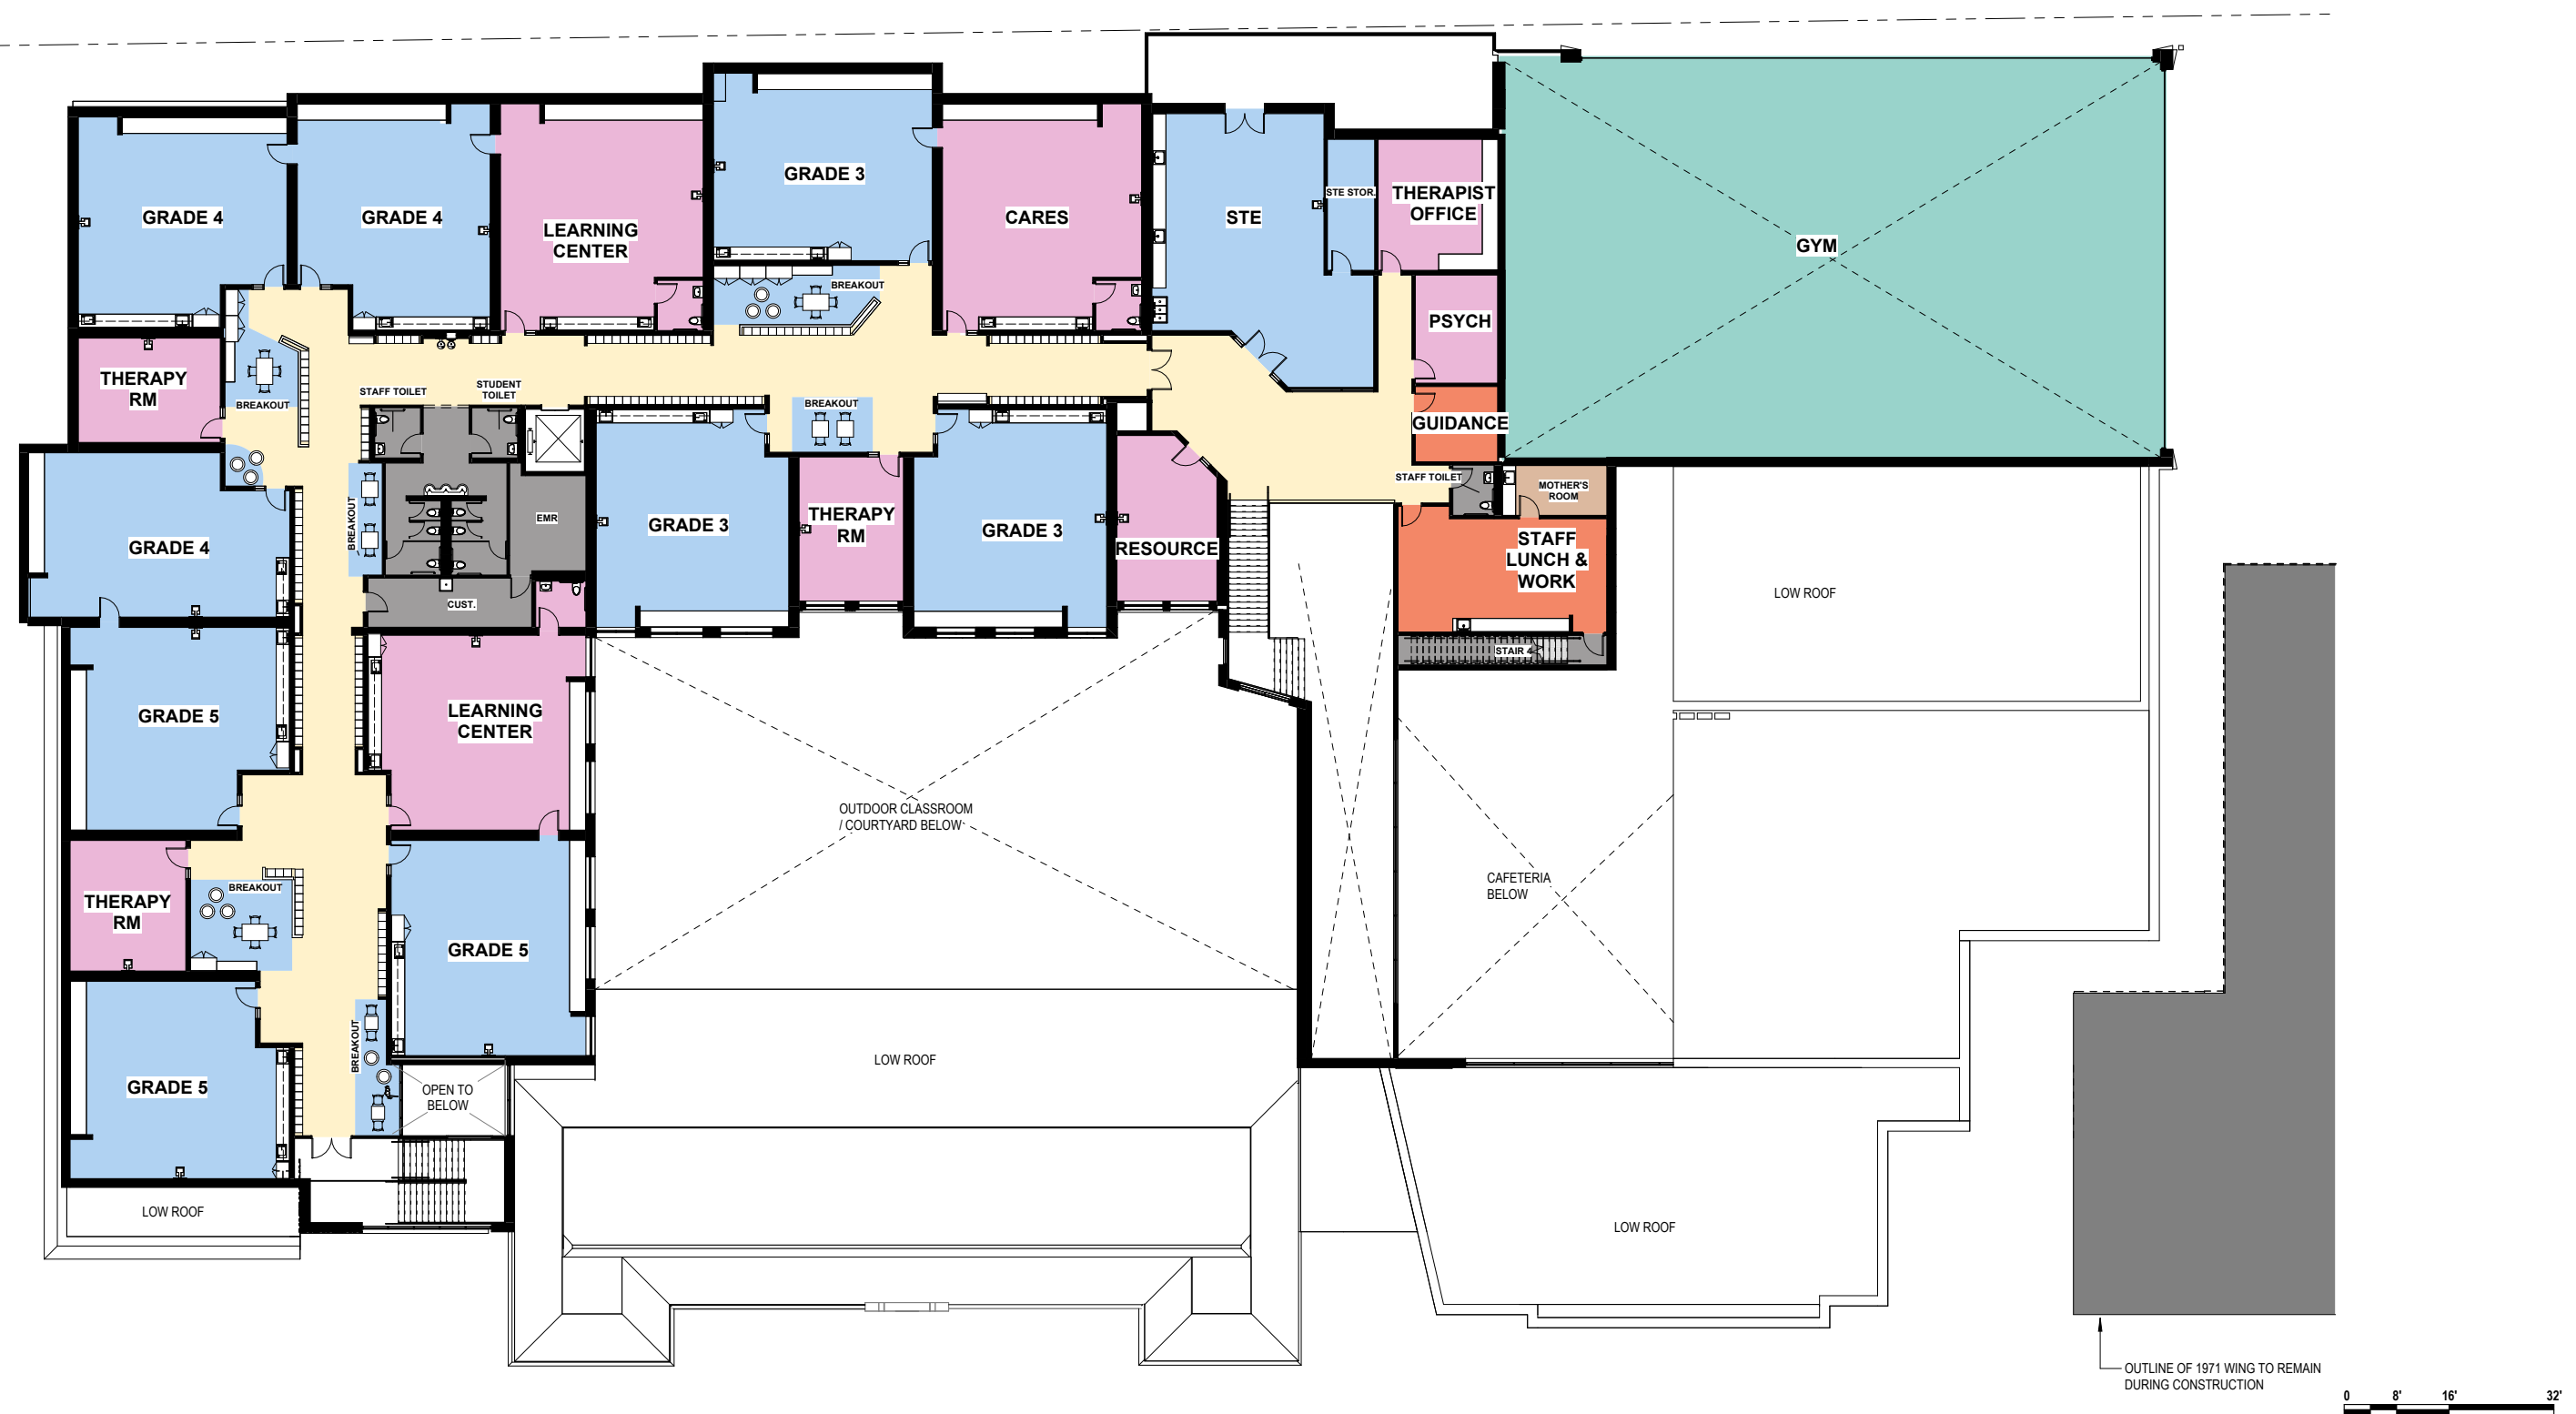 GRADE 4
GRADE 4
LEARNING
CENTER
GRADE 3
CARES
STE
STE STOR.
THERAPIST
OFFICE
GYM
BREAKOUT
PSYCH
THERAPY
RM
BREAKOUT
STAFF TOILET
STUDENT
TOILET
BREAKOUT
GUIDANCE
GRADE 4
BREAKOUT
EMR
GRADE 3
THERAPY
RM
GRADE 3
RESOURCE
STAFF TOILET
MOTHER'S
ROOM
STAFF
LUNCH &
WORK
STAIR 4
LOW ROOF
CUST.
GRADE 5
LEARNING
CENTER
OUTDOOR CLASSROOM
/ COURTYARD BELOW
CAFETERIA
BELOW
THERAPY
RM
BREAKOUT
GRADE 5
GRADE 5
BREAKOUT
OPEN TO
BELOW
LOW ROOF
LOW ROOF
LOW ROOF
OUTLINE OF 1971 WING TO REMAIN
DURING CONSTRUCTION
0 8' 16' 32'